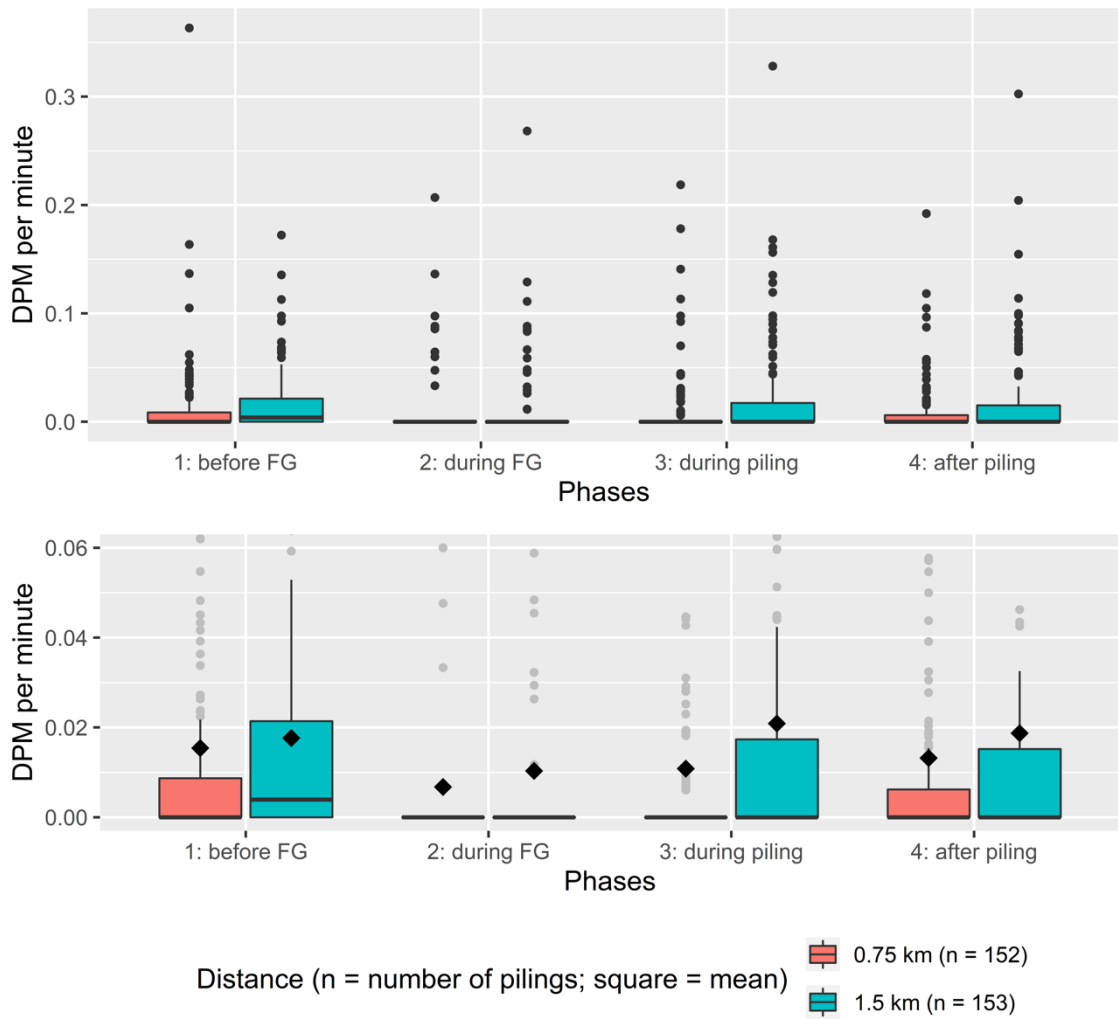 DPM per minute
0.3
0.2
0.1
0.0
1: before FG
2: during FG
3: during piling
4: after piling
Phases
DPM per minute
0.06
0.04
0.02
0.00
1: before FG
2: during FG
3: during piling
4: after piling
Phases
Distance (n = number of pilings; square = mean)
0.75 km (n = 152)
1.5 km (n = 153)